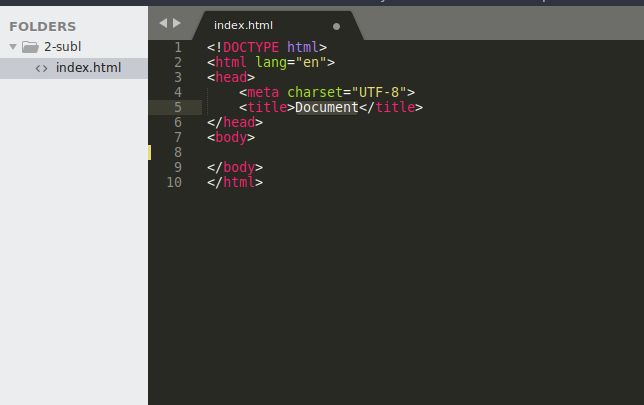 FOLDERS
2-subl
index.html
index.html
1 <!DOCTYPE html>
2 <html lang="en">
3 <head>
4     <meta charset="UTF-8">
5     <title>Document</title>
6 </head>
7 <body>
8
9 </body>
10 </html>